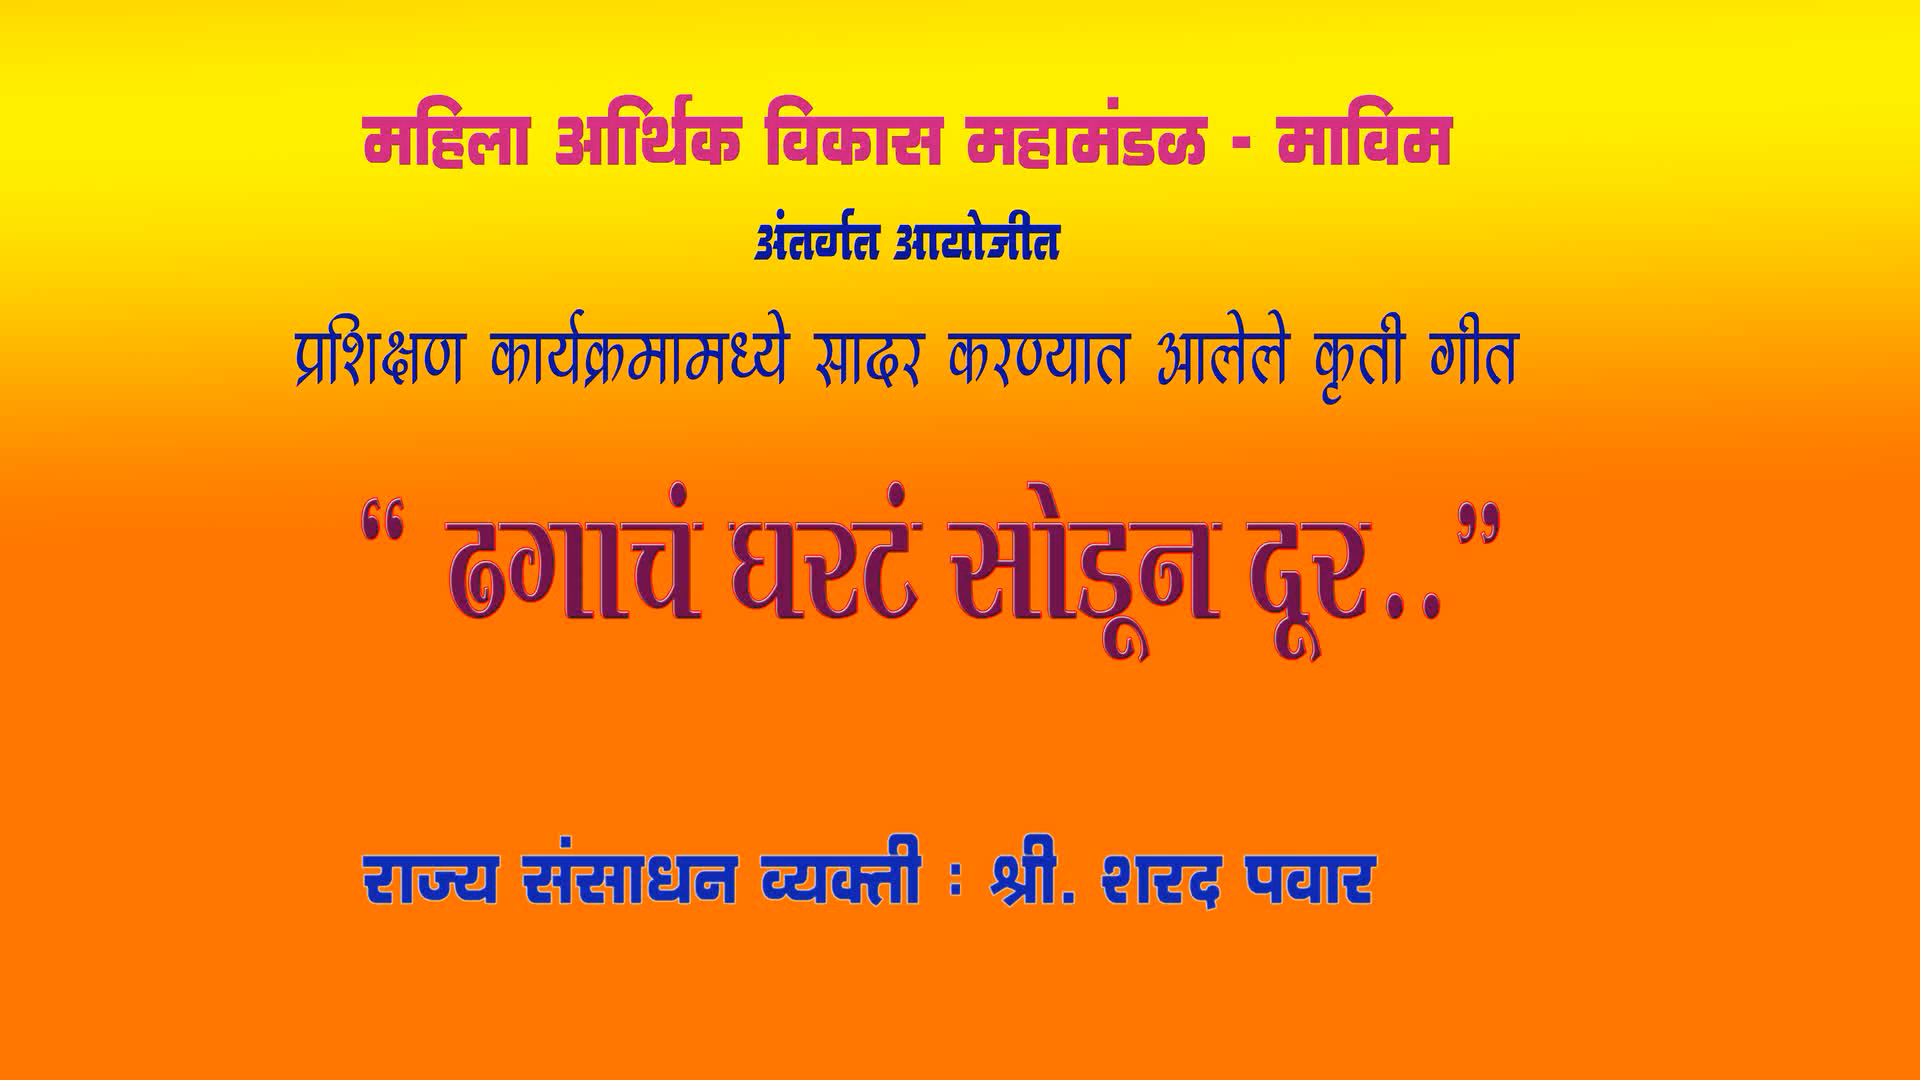 महिला आर्थिक विकास महामंडळ - माविम
अंतर्गत आयोजीत
प्रशिक्षण कार्यक्रमामध्ये सादर करण्यात आलेले कृती गीत
“ ढगाचं घरटं सोडून दूर..”
राज्य संसाधन व्यक्ती : श्री. शरद पवार